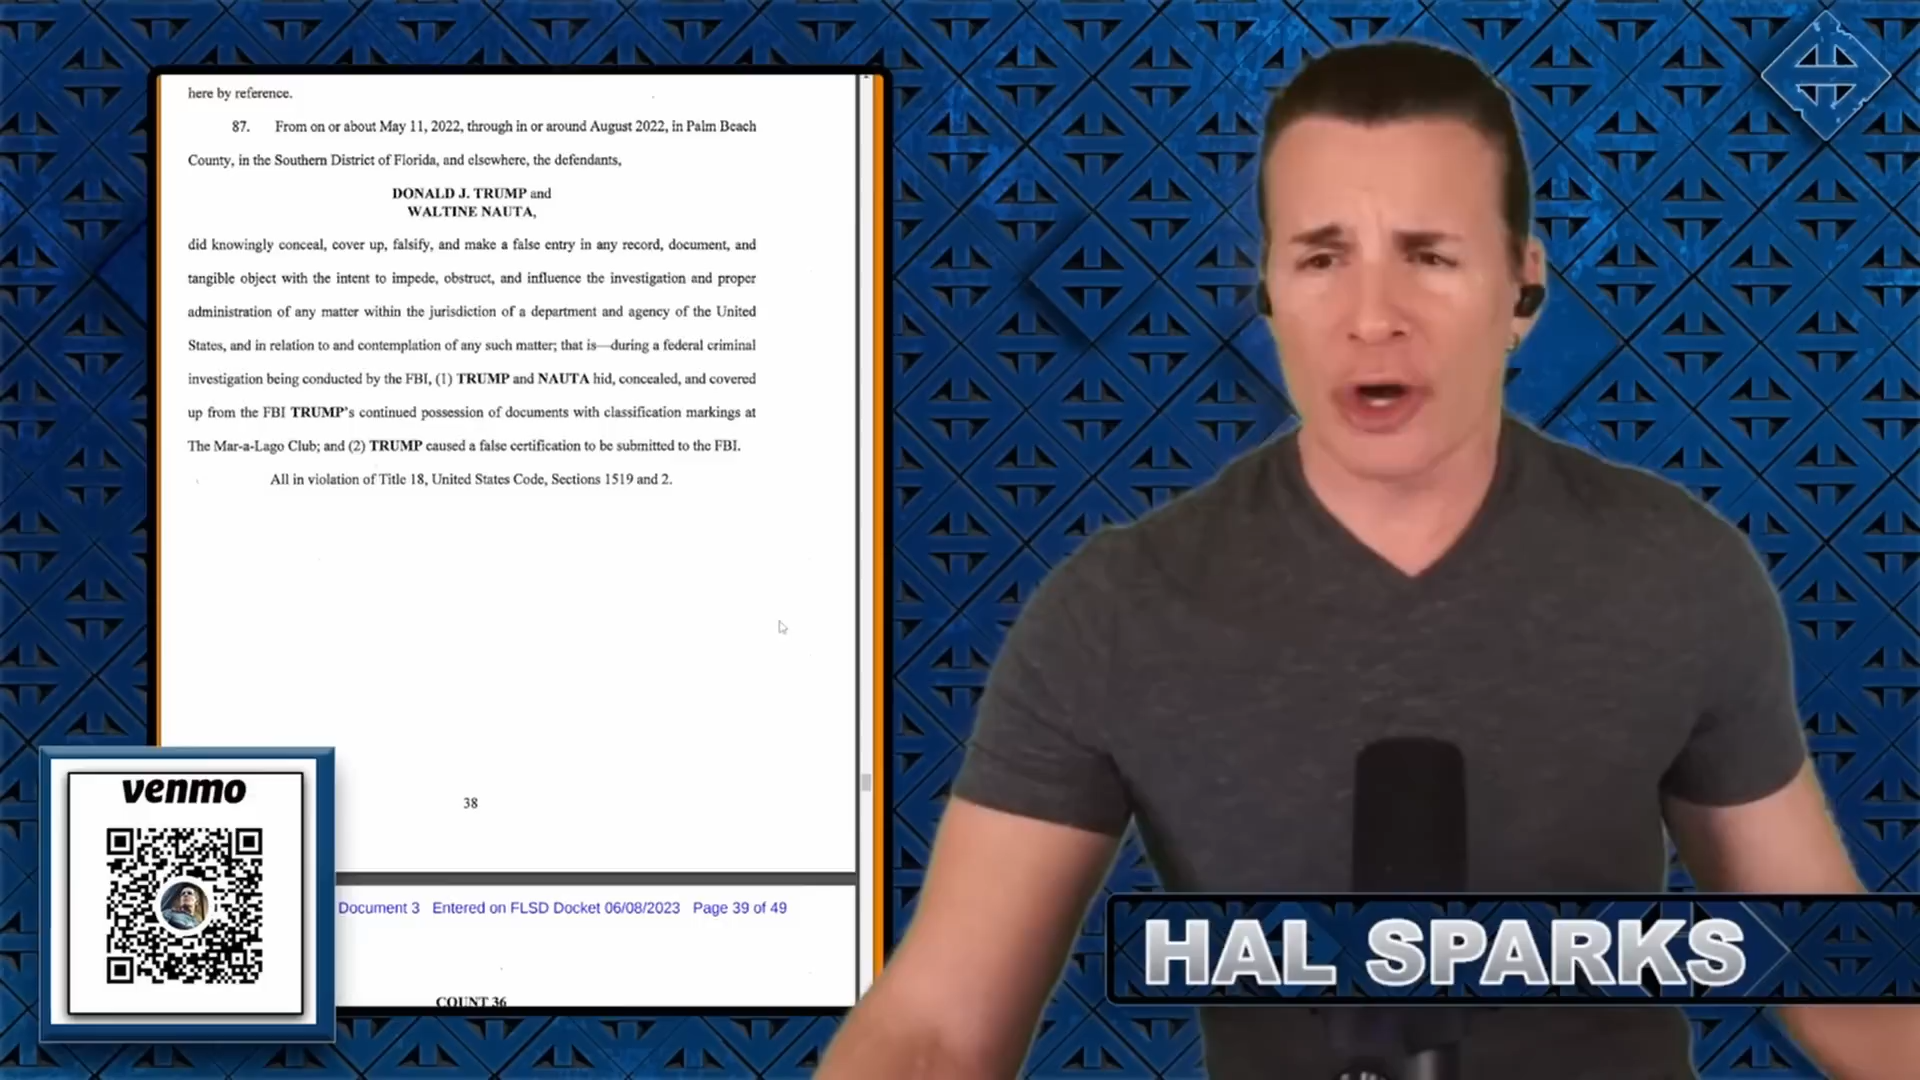 here by reference.
87. From on or about May 11, 2022, through in or around August 2022, in Palm Beach
County, in the Southern District of Florida, and elsewhere, the defendants,
DONALD J. TRUMP and
WALTINE NAUTA,
did knowingly conceal, cover up, falsify, and make a false entry in any record, document, and
tangible object with the intent to impede, obstruct, and influence the investigation and proper
administration of any matter within the jurisdiction of a department and agency of the United
States, and in relation to and contemplation of any such matter; that is—during a federal criminal
investigation being conducted by the FBI, (1) TRUMP and NAUTA hid, concealed, and covered
up from the FBI TRUMP's continued possession of documents with classification markings at
The Mar-a-Lago Club; and (2) TRUMP caused a false certification to be submitted to the FBI.
All in violation of Title 18, United States Code, Sections 1519 and 2.
38
Document 3 Entered on FLSD Docket 06/08/2023 Page 39 of 49
COUNT 36
venmo
HAL SPARKS